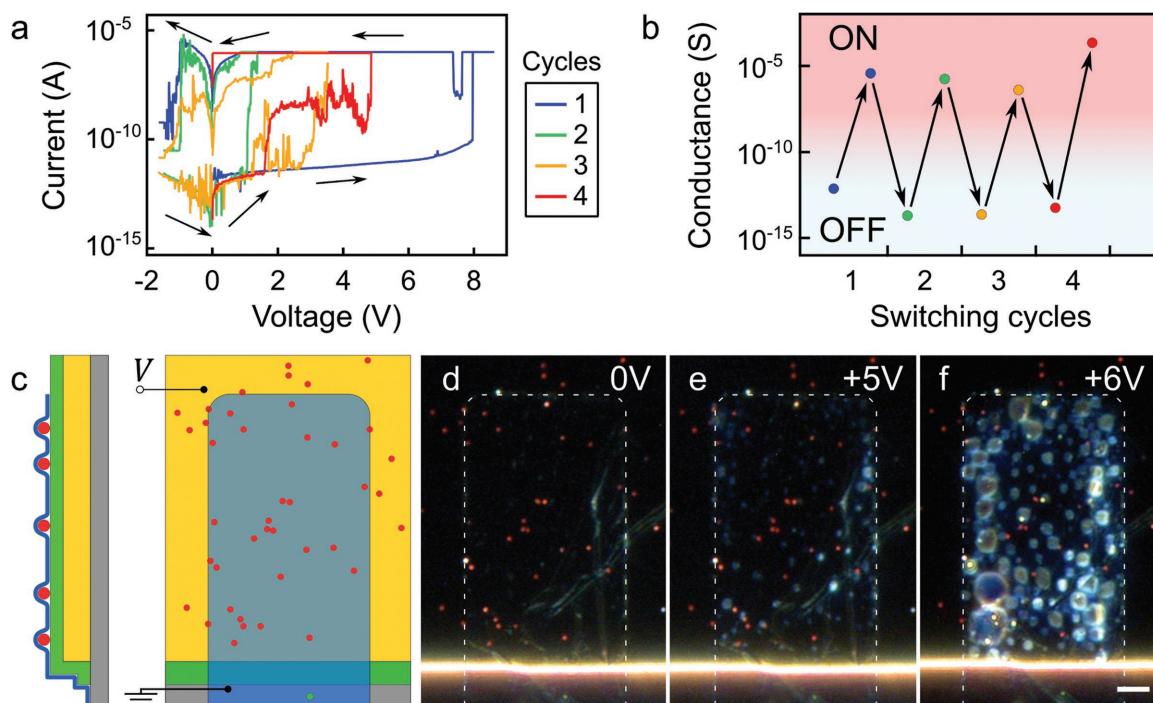 a
Current (A)
10⁻⁵
10⁻¹⁰
10⁻¹⁵
-2 0 2 4 6 8
Voltage (V)
Cycles
1
2
3
4
b
Conductance (S)
10⁻⁵
10⁻¹⁰
10⁻¹⁵
ON
OFF
1 2 3 4
Switching cycles
c
V
d 0V
e +5V
f +6V